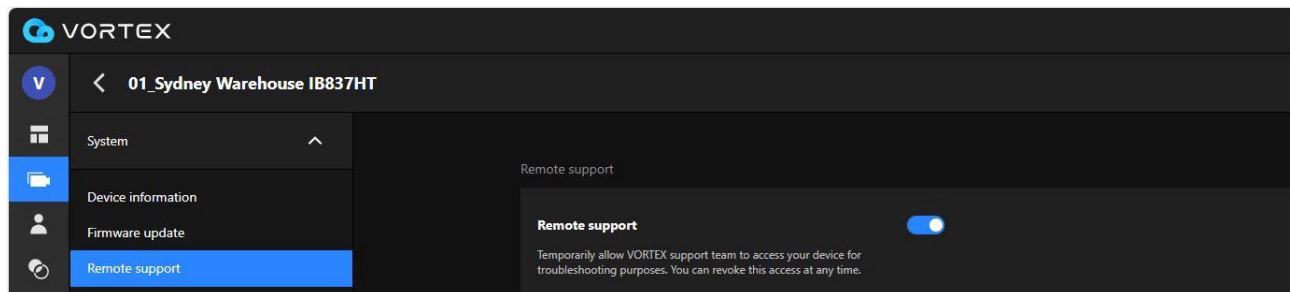 VORTEX
V
01_Sydney Warehouse IB837HT
System
Device information
Firmware update
Remote support
Remote support
Remote support
Temporarily allow VORTEX support team to access your device for
troubleshooting purposes. You can revoke this access at any time.